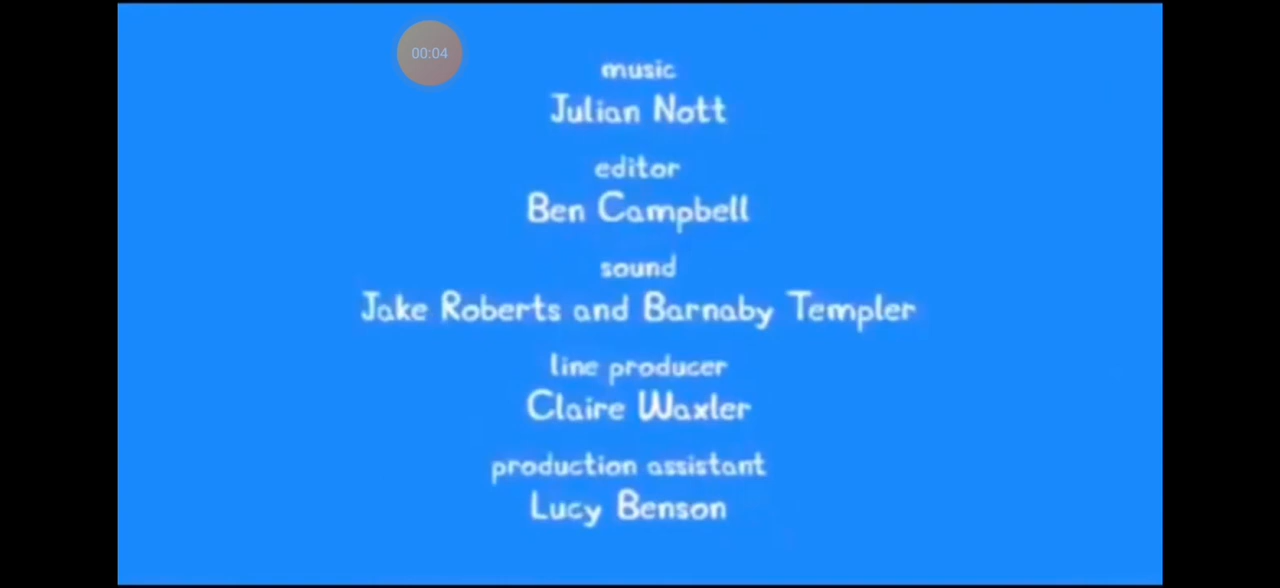 00:04
music
Julian Nott
editor
Ben Campbell
sound
Jake Roberts and Barnaby Templer
line producer
Claire Waxler
production assistant
Lucy Benson